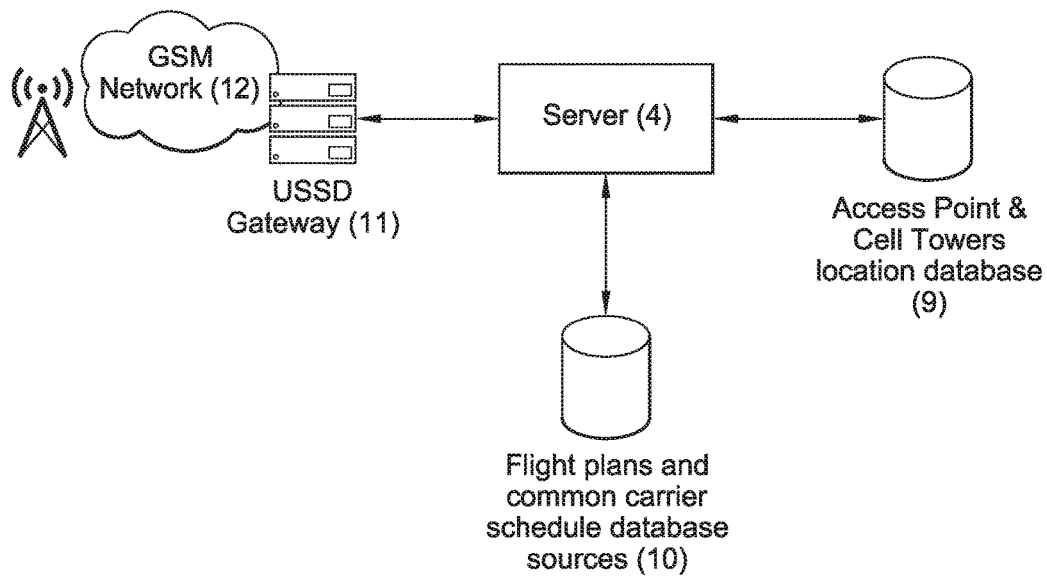 GSM
Network (12)
USSD
Gateway (11)
Server (4)
Access Point &
Cell Towers
location database
(9)
Flight plans and
common carrier
schedule database
sources (10)